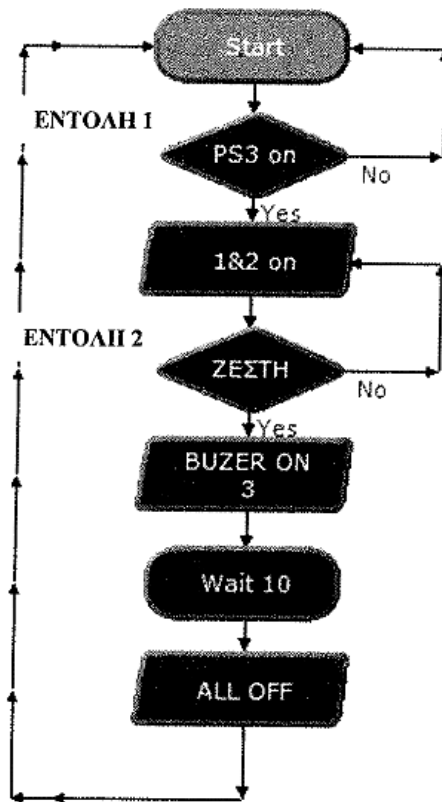 Start
ΕΝΤΟΛΗ 1
PS3 on
No
Yes
1&2 on
ΕΝΤΟΛΗ 2
ΖΕΣΤΗ
No
Yes
BUZER ON
3
Wait 10
ALL OFF